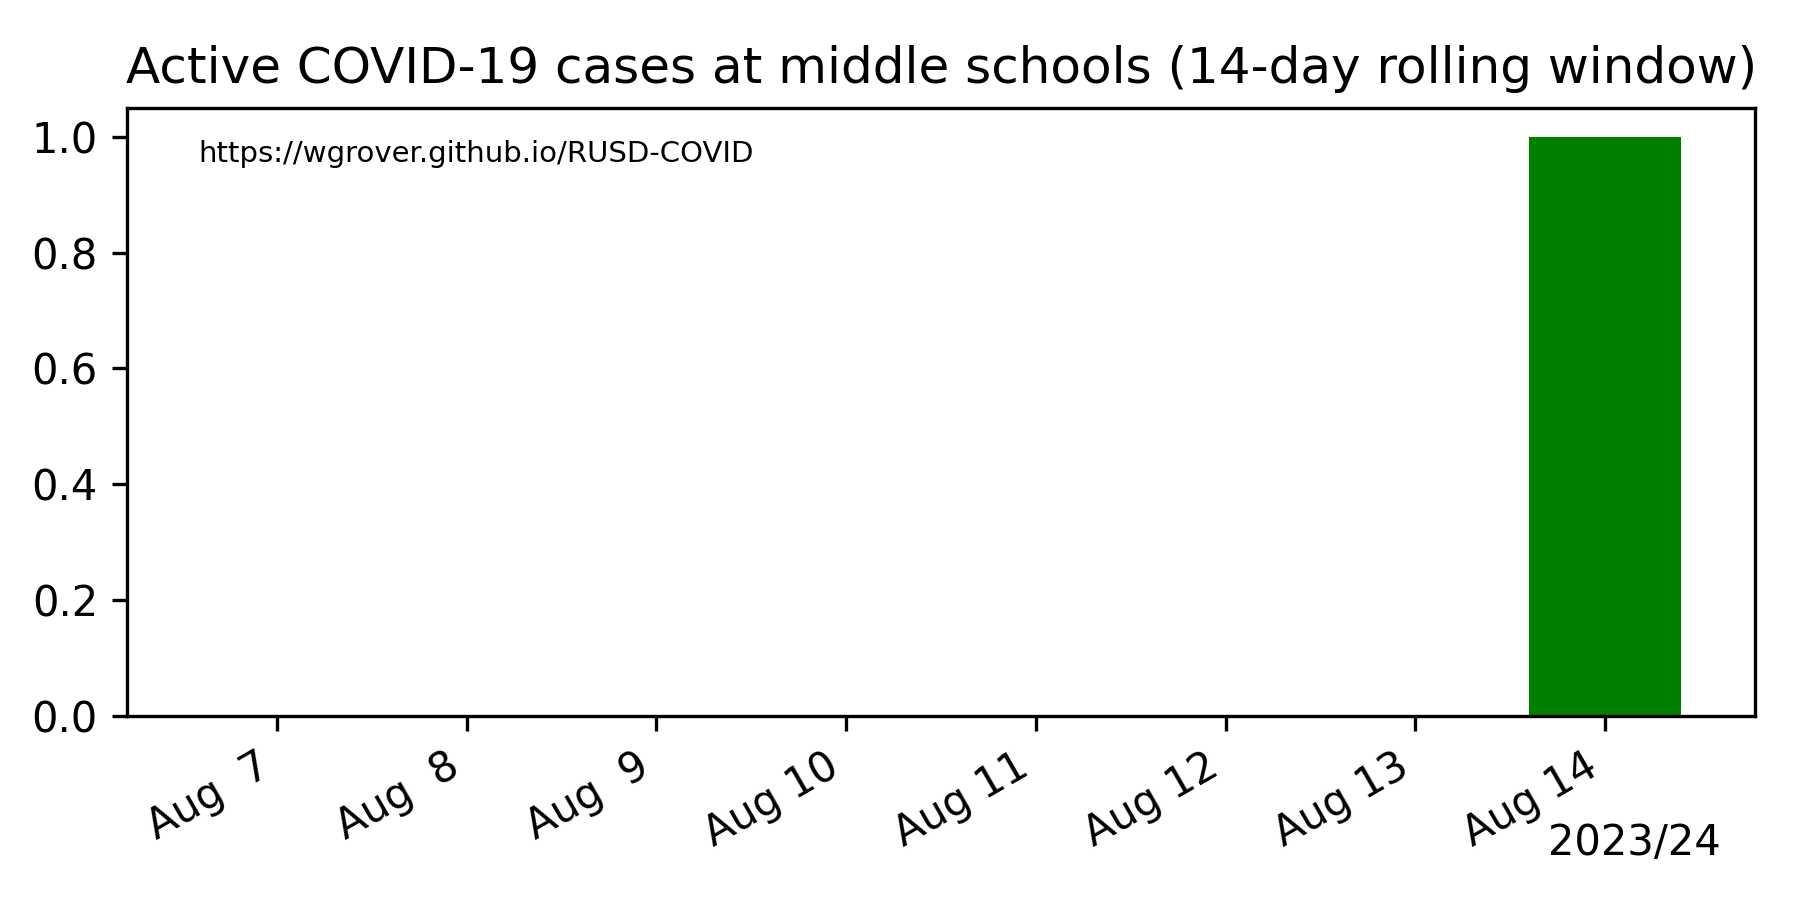 Active COVID-19 cases at middle schools (14-day rolling window)
https://wgrover.github.io/RUSD-COVID
1.0
0.8
0.6
0.4
0.2
0.0
Aug 7
Aug 8
Aug 9
Aug 10
Aug 11
Aug 12
Aug 13
Aug 14
2023/24